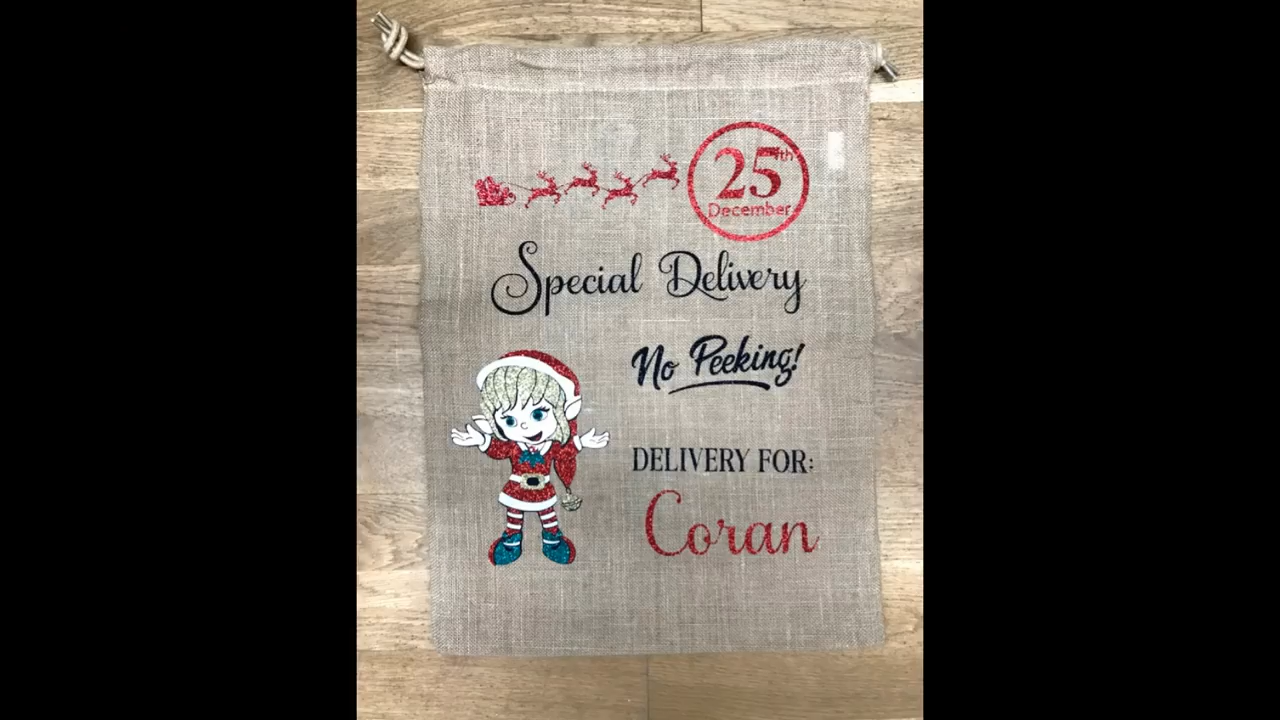 25th
December
Special Delivery
No Peeking!
DELIVERY FOR:
Coran